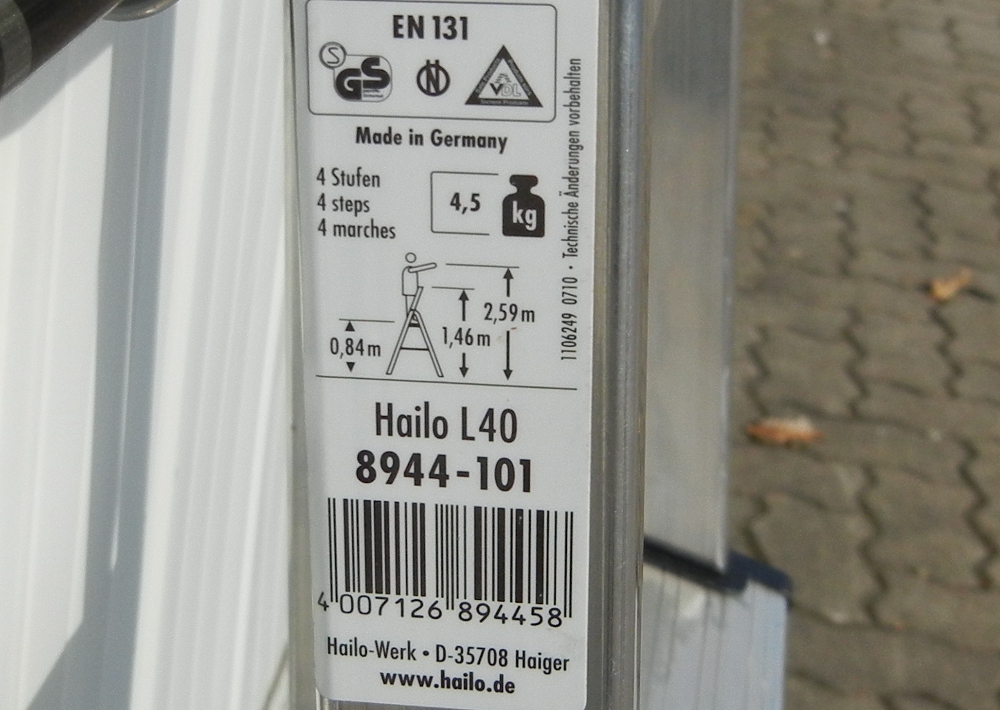 EN 131
S GS
N
VDL
Made in Germany
4 Stufen
4 steps
4 marches
4,5 kg
1106249 0710 • Technische Änderungen vorbehalten
2,59 m
1,46 m
0,84 m
Hailo L40
8944-101
4 007126 894458
Hailo-Werk • D-35708 Haiger
www.hailo.de